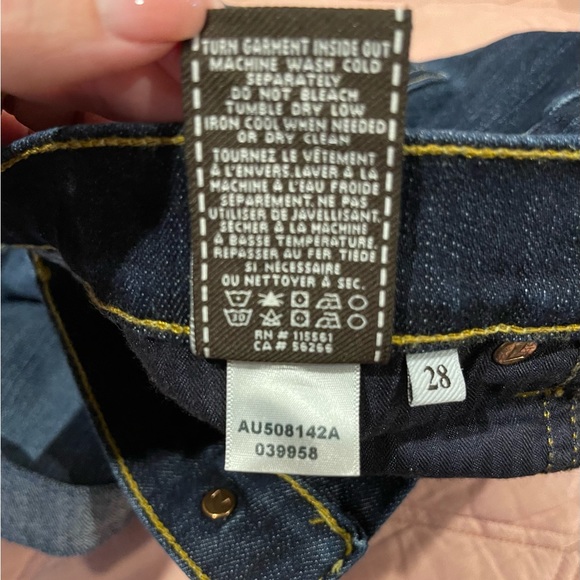 TURN GARMENT INSIDE OUT
MACHINE WASH COLD
SEPARATELY
DO NOT BLEACH
TUMBLE DRY LOW
IRON COOL WHEN NEEDED
OR DRY CLEAN
TOURNEZ LE VÊTEMENT
À L'ENVERS.LAVER À LA
MACHINE À L'EAU FROIDE
SÉPARÉMENT.NE PAS
UTILISER DE JAVELLISANT.
SÉCHER À LA MACHINE
À BASSE TEMPÉRATURE.
REPASSER AU FER TIÈDE
SI NÉCESSAIRE
OU NETTOYER À SEC.
30
RN # 115561
CA # 56266
28
AU508142A
039958